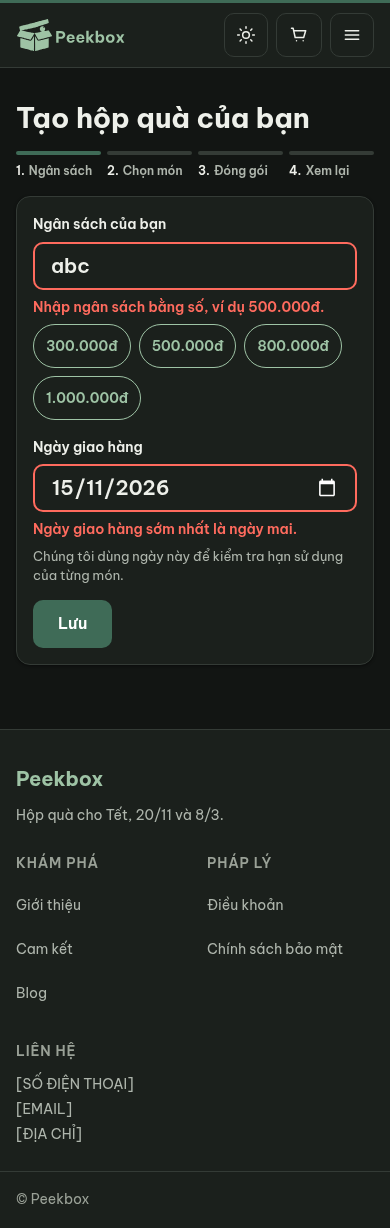 Peekbox
Tạo hộp quà của bạn
1. Ngân sách 2. Chọn món 3. Đóng gói 4. Xem lại
Ngân sách của bạn
abc
Nhập ngân sách bằng số, ví dụ 500.000đ.
300.000đ 500.000đ 800.000đ
1.000.000đ
Ngày giao hàng
15/11/2026
Ngày giao hàng sớm nhất là ngày mai.
Chúng tôi dùng ngày này để kiểm tra hạn sử dụng
của từng món.
Lưu
Peekbox
Hộp quà cho Tết, 20/11 và 8/3.
KHÁM PHÁ PHÁP LÝ
Giới thiệu Điều khoản
Cam kết Chính sách bảo mật
Blog
LIÊN HỆ
[SỐ ĐIỆN THOẠI]
[EMAIL]
[ĐỊA CHỈ]
© Peekbox